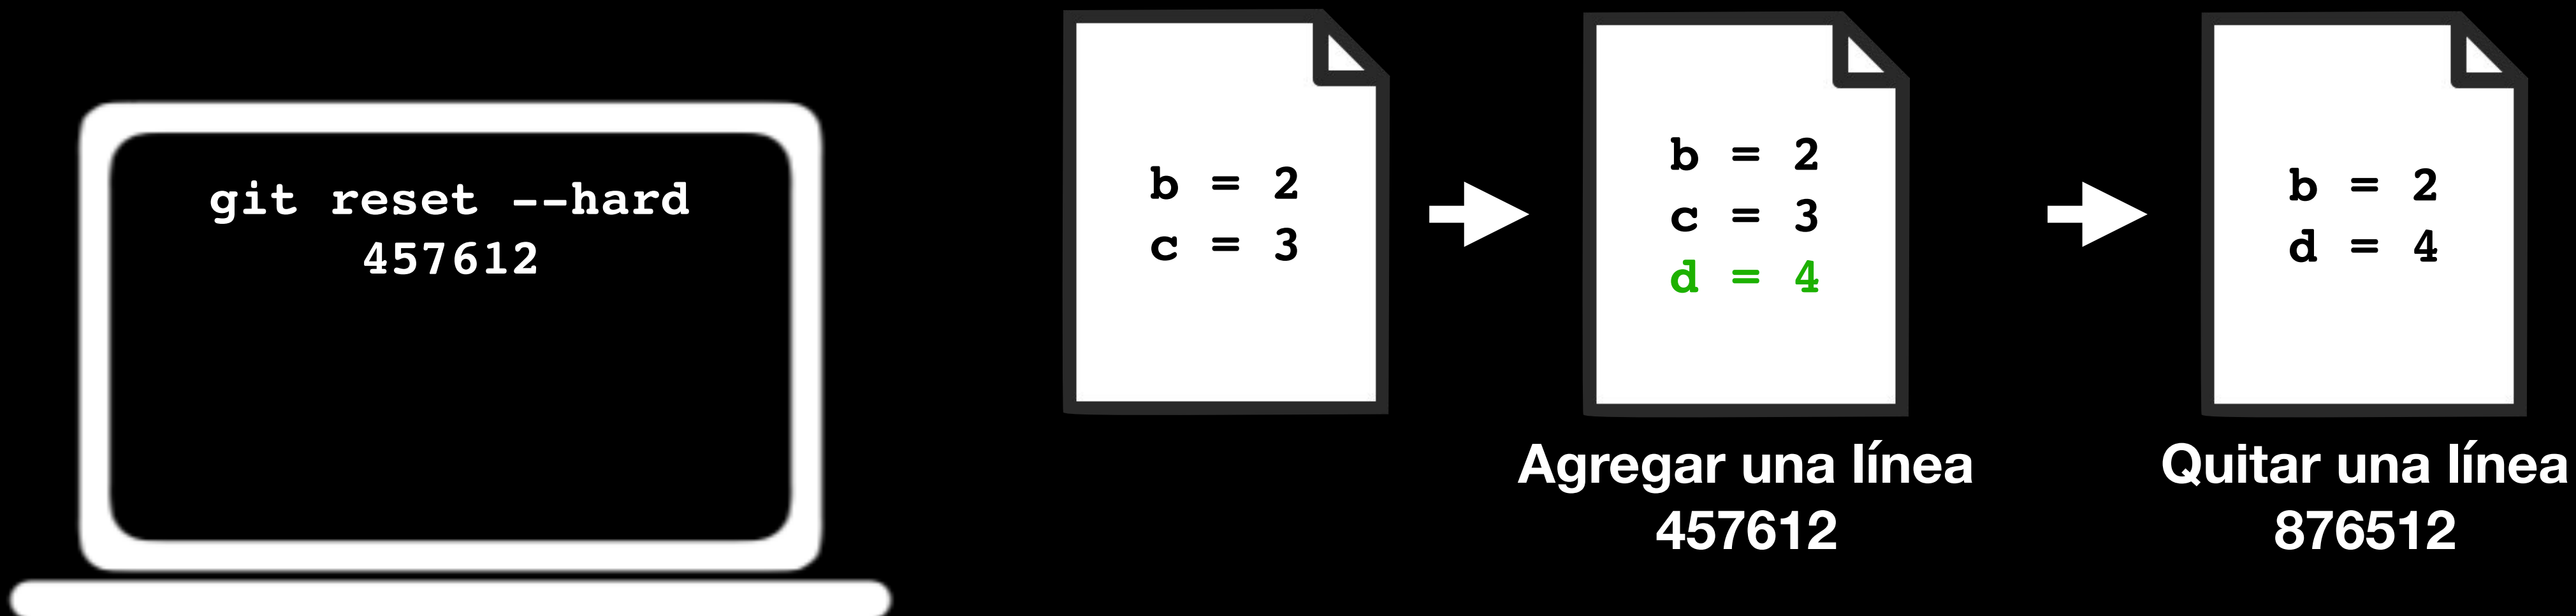 git reset --hard
457612
b = 2
c = 3
b = 2
c = 3
d = 4
Agregar una línea
457612
b = 2
d = 4
Quitar una línea
876512